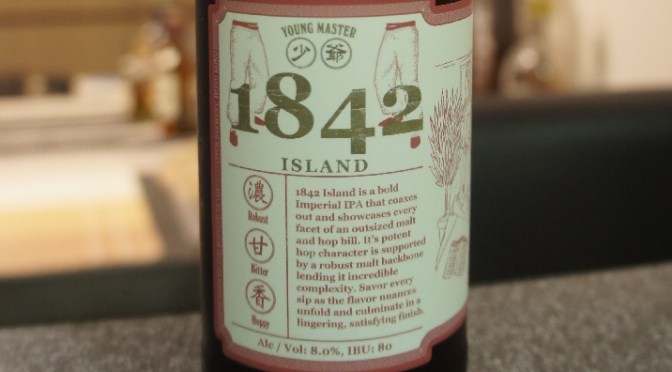 YOUNG MASTER
少爺
1842
ISLAND
濃
Robust
甘
Bitter
香
Hoppy
1842 Island is a bold
Imperial IPA that coaxes
out and showcases every
facet of an outsized malt
and hop bill. It's potent
hop character is supported
by a robust malt backbone
lending it incredible
complexity. Savor every
sip as the flavor nuances
unfold and culminate in a
lingering, satisfying finish.
Alc / Vol: 8.0%, IBU: 80